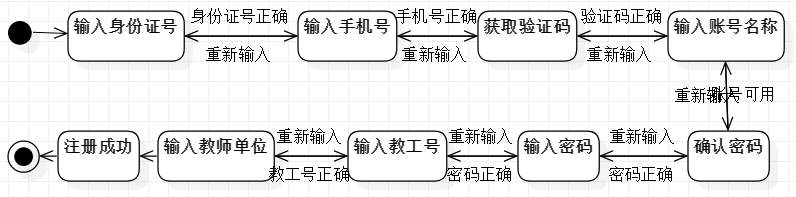 输入身份证号
身份证号正确
重新输入
输入手机号
手机号正确
重新输入
获取验证码
验证码正确
重新输入
输入账号名称
重新输入
账号可用
注册成功
输入教师单位
重新输入
教工号正确
输入教工号
重新输入
密码正确
输入密码
重新输入
密码正确
确认密码